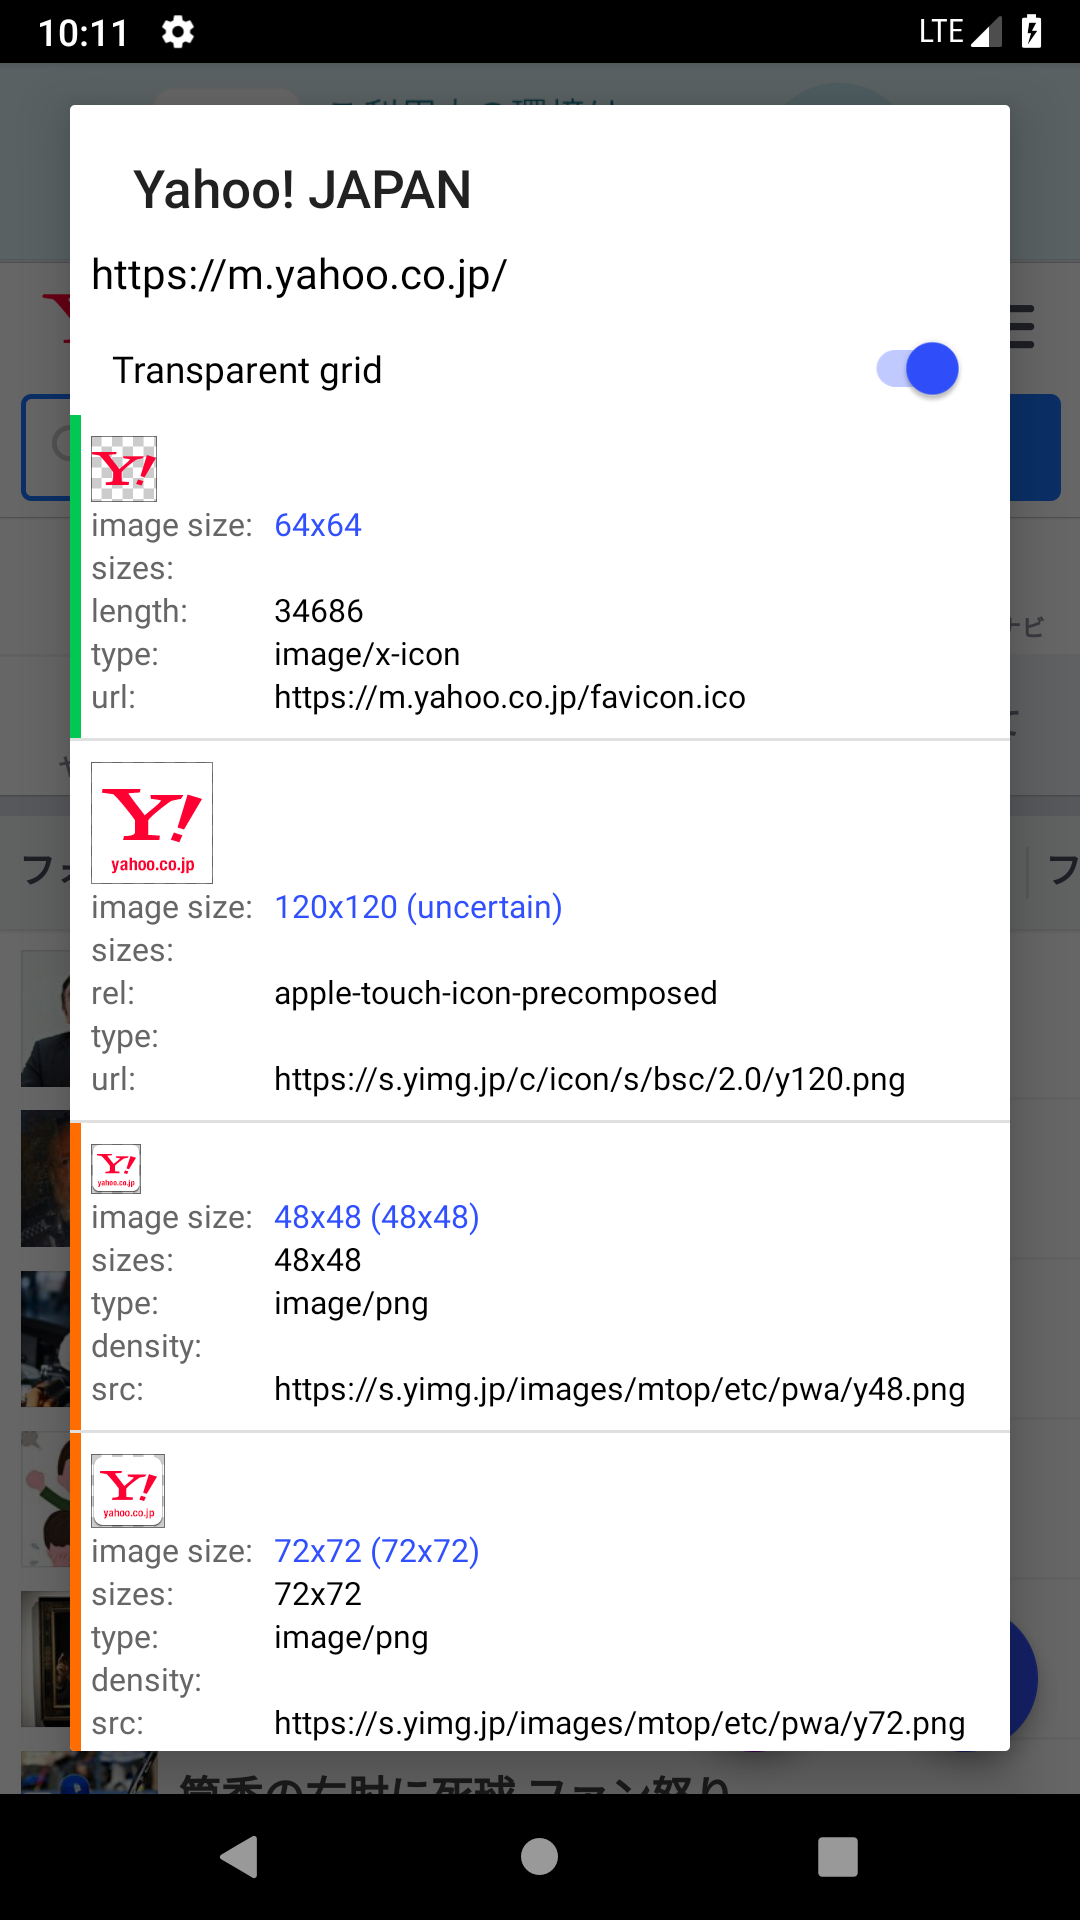 10:11
LTE
Yahoo! JAPAN
https://m.yahoo.co.jp/
Transparent grid
Y!
image size: 64x64
sizes:
length: 34686
type: image/x-icon
url: https://m.yahoo.co.jp/favicon.ico
ナビ
Y!
yahoo.co.jp
image size: 120x120 (uncertain)
sizes:
rel: apple-touch-icon-precomposed
type:
url: https://s.yimg.jp/c/icon/s/bsc/2.0/y120.png
フ
Y!
yahoo.co.jp
image size: 48x48 (48x48)
sizes: 48x48
type: image/png
density:
src: https://s.yimg.jp/images/mtop/etc/pwa/y48.png
Y!
yahoo.co.jp
image size: 72x72 (72x72)
sizes: 72x72
type: image/png
density:
src: https://s.yimg.jp/images/mtop/etc/pwa/y72.png